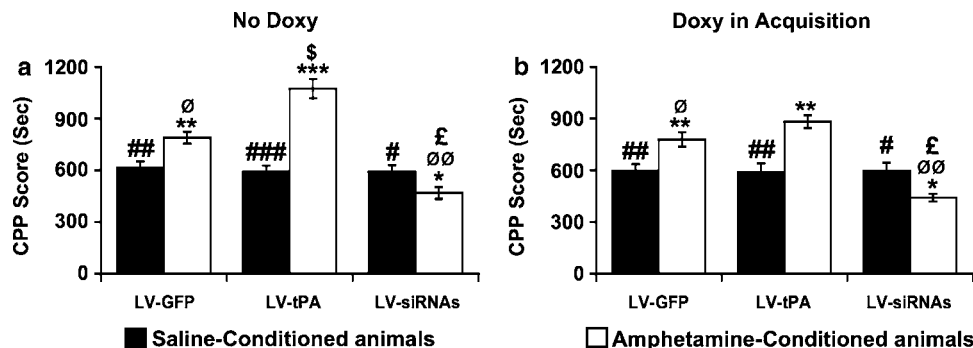 No Doxy
Doxy in Acquisition
a
CPP Score (Sec)
1200
900
600
300
0
##
ø
**
###
$
***
#
£
øø
*
LV-GFP
LV-tPA
LV-siRNAs
b
CPP Score (Sec)
1200
900
600
300
0
##
ø
**
##
**
#
£
øø
*
LV-GFP
LV-tPA
LV-siRNAs
Saline-Conditioned animals
Amphetamine-Conditioned animals